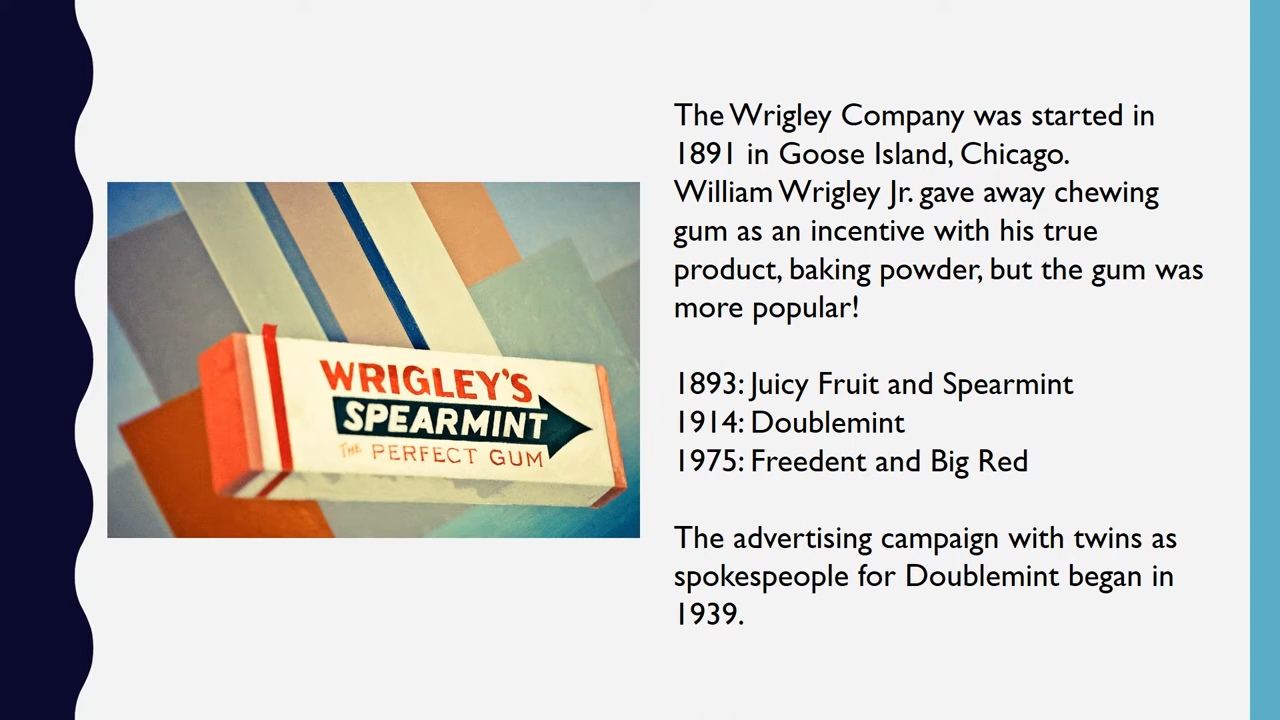 The Wrigley Company was started in
1891 in Goose Island, Chicago.
William Wrigley Jr. gave away chewing
gum as an incentive with his true
product, baking powder, but the gum was
more popular!
1893: Juicy Fruit and Spearmint
1914: Doublemint
1975: Freedent and Big Red
The advertising campaign with twins as
spokespeople for Doublemint began in
1939.
WRIGLEY'S
SPEARMINT
THE PERFECT GUM